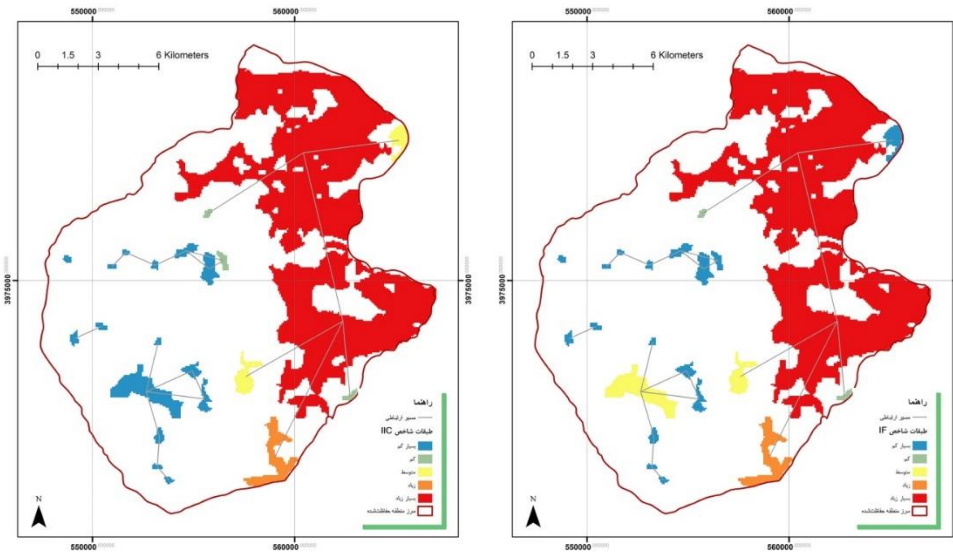 550000
560000
0 1.5 3 6 Kilometers
3975000
N
راهنما
مسیر ارتباطی
طبقات شاخص IIC
بسیار کم
کم
متوسط
زیاد
بسیار زیاد
مرز منطقه حفاظت‌شده
550000
560000
550000
560000
0 1.5 3 6 Kilometers
3975000
N
راهنما
مسیر ارتباطی
طبقات شاخص IF
بسیار کم
کم
متوسط
زیاد
بسیار زیاد
مرز منطقه حفاظت‌شده
550000
560000